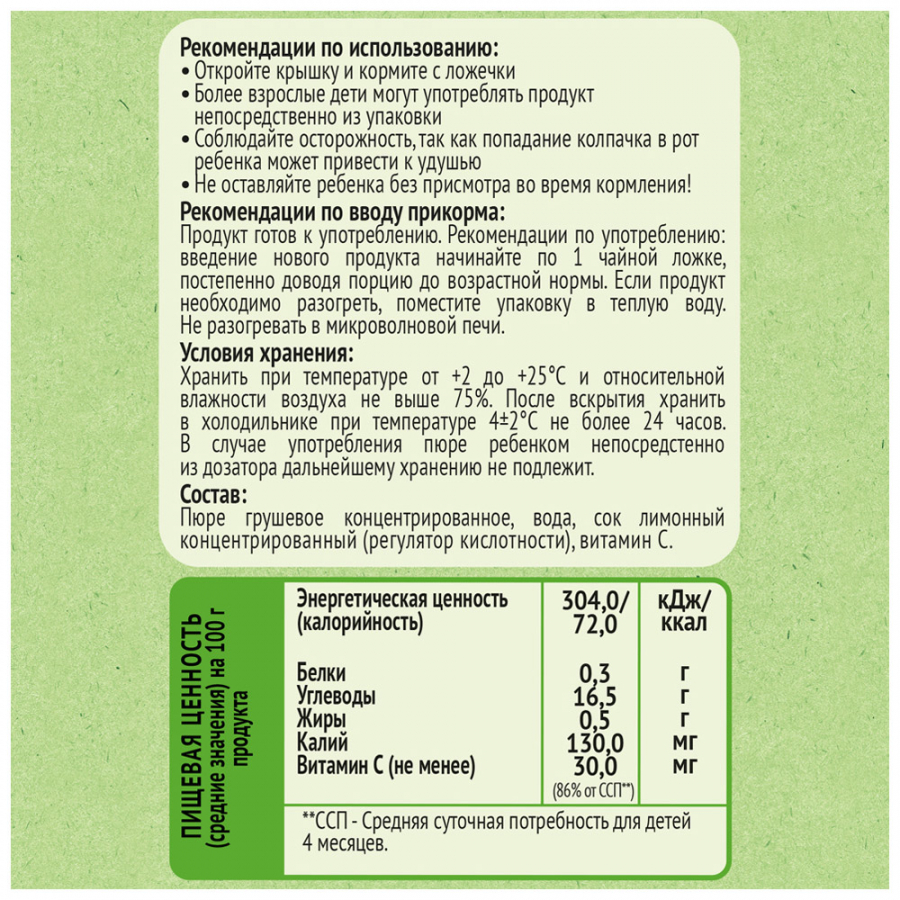 Рекомендации по использованию:
• Откройте крышку и кормите с ложечки
• Более взрослые дети могут употреблять продукт
непосредственно из упаковки
• Соблюдайте осторожность, так как попадание колпачка в рот
ребенка может привести к удушью
• Не оставляйте ребенка без присмотра во время кормления!
Рекомендации по вводу прикорма:
Продукт готов к употреблению. Рекомендации по употреблению:
введение нового продукта начинайте по 1 чайной ложке,
постепенно доводя порцию до возрастной нормы. Если продукт
необходимо разогреть, поместите упаковку в теплую воду.
Не разогревать в микроволновой печи.
Условия хранения:
Хранить при температуре от +2 до +25°С и относительной
влажности воздуха не выше 75%. После вскрытия хранить
в холодильнике при температуре 4±2°С не более 24 часов.
В случае употребления пюре ребенком непосредстенно
из дозатора дальнейшему хранению не подлежит.
Состав:
Пюре грушевое концентрированное, вода, сок лимонный
концентрированный (регулятор кислотности), витамин С.
ПИЩЕВАЯ ЦЕННОСТЬ
(средние значения) на 100 г
продукта
Энергетическая ценность 304,0/ кДж/
(калорийность) 72,0 ккал
Белки 0,3 г
Углеводы 16,5 г
Жиры 0,5 г
Калий 130,0 мг
Витамин С (не менее) 30,0 мг
(86% от ССП**)
**ССП - Средняя суточная потребность для детей
4 месяцев.